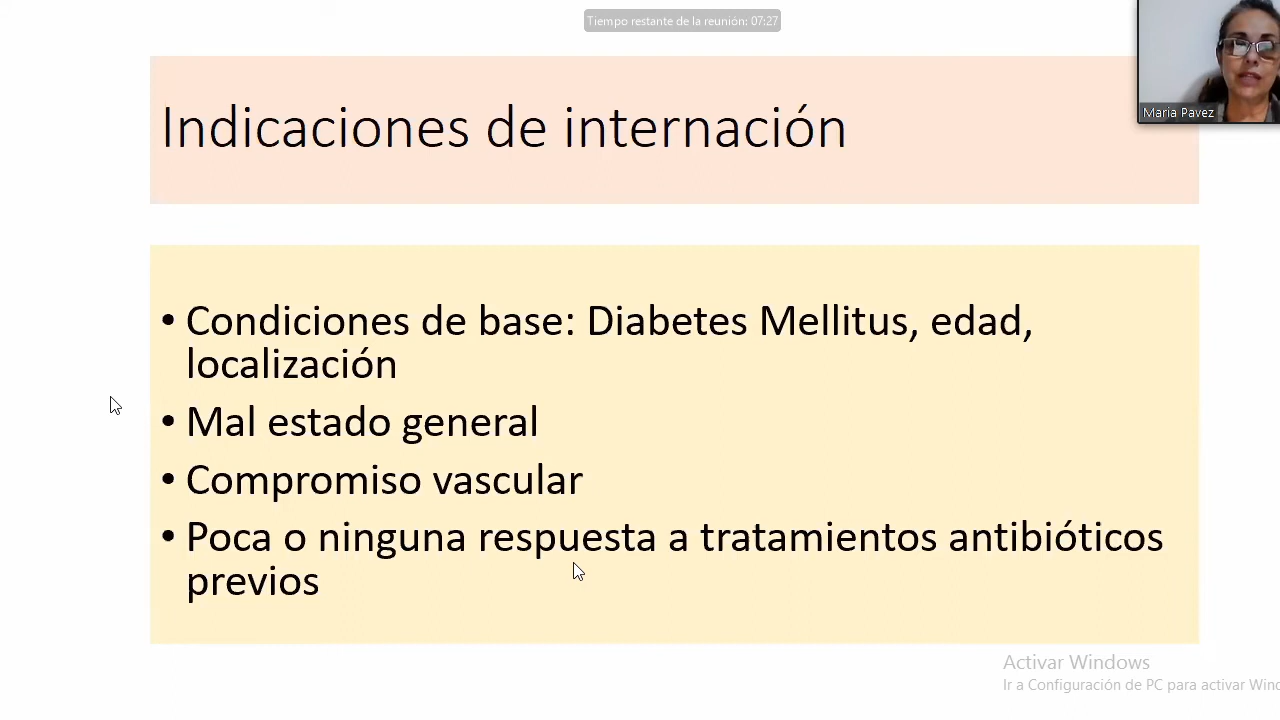 Tiempo restante de la reunión: 07:27
Maria Pavez
Indicaciones de internación
• Condiciones de base: Diabetes Mellitus, edad,
localización
• Mal estado general
• Compromiso vascular
• Poca o ninguna respuesta a tratamientos antibióticos
previos
Activar Windows
Ir a Configuración de PC para activar Wind